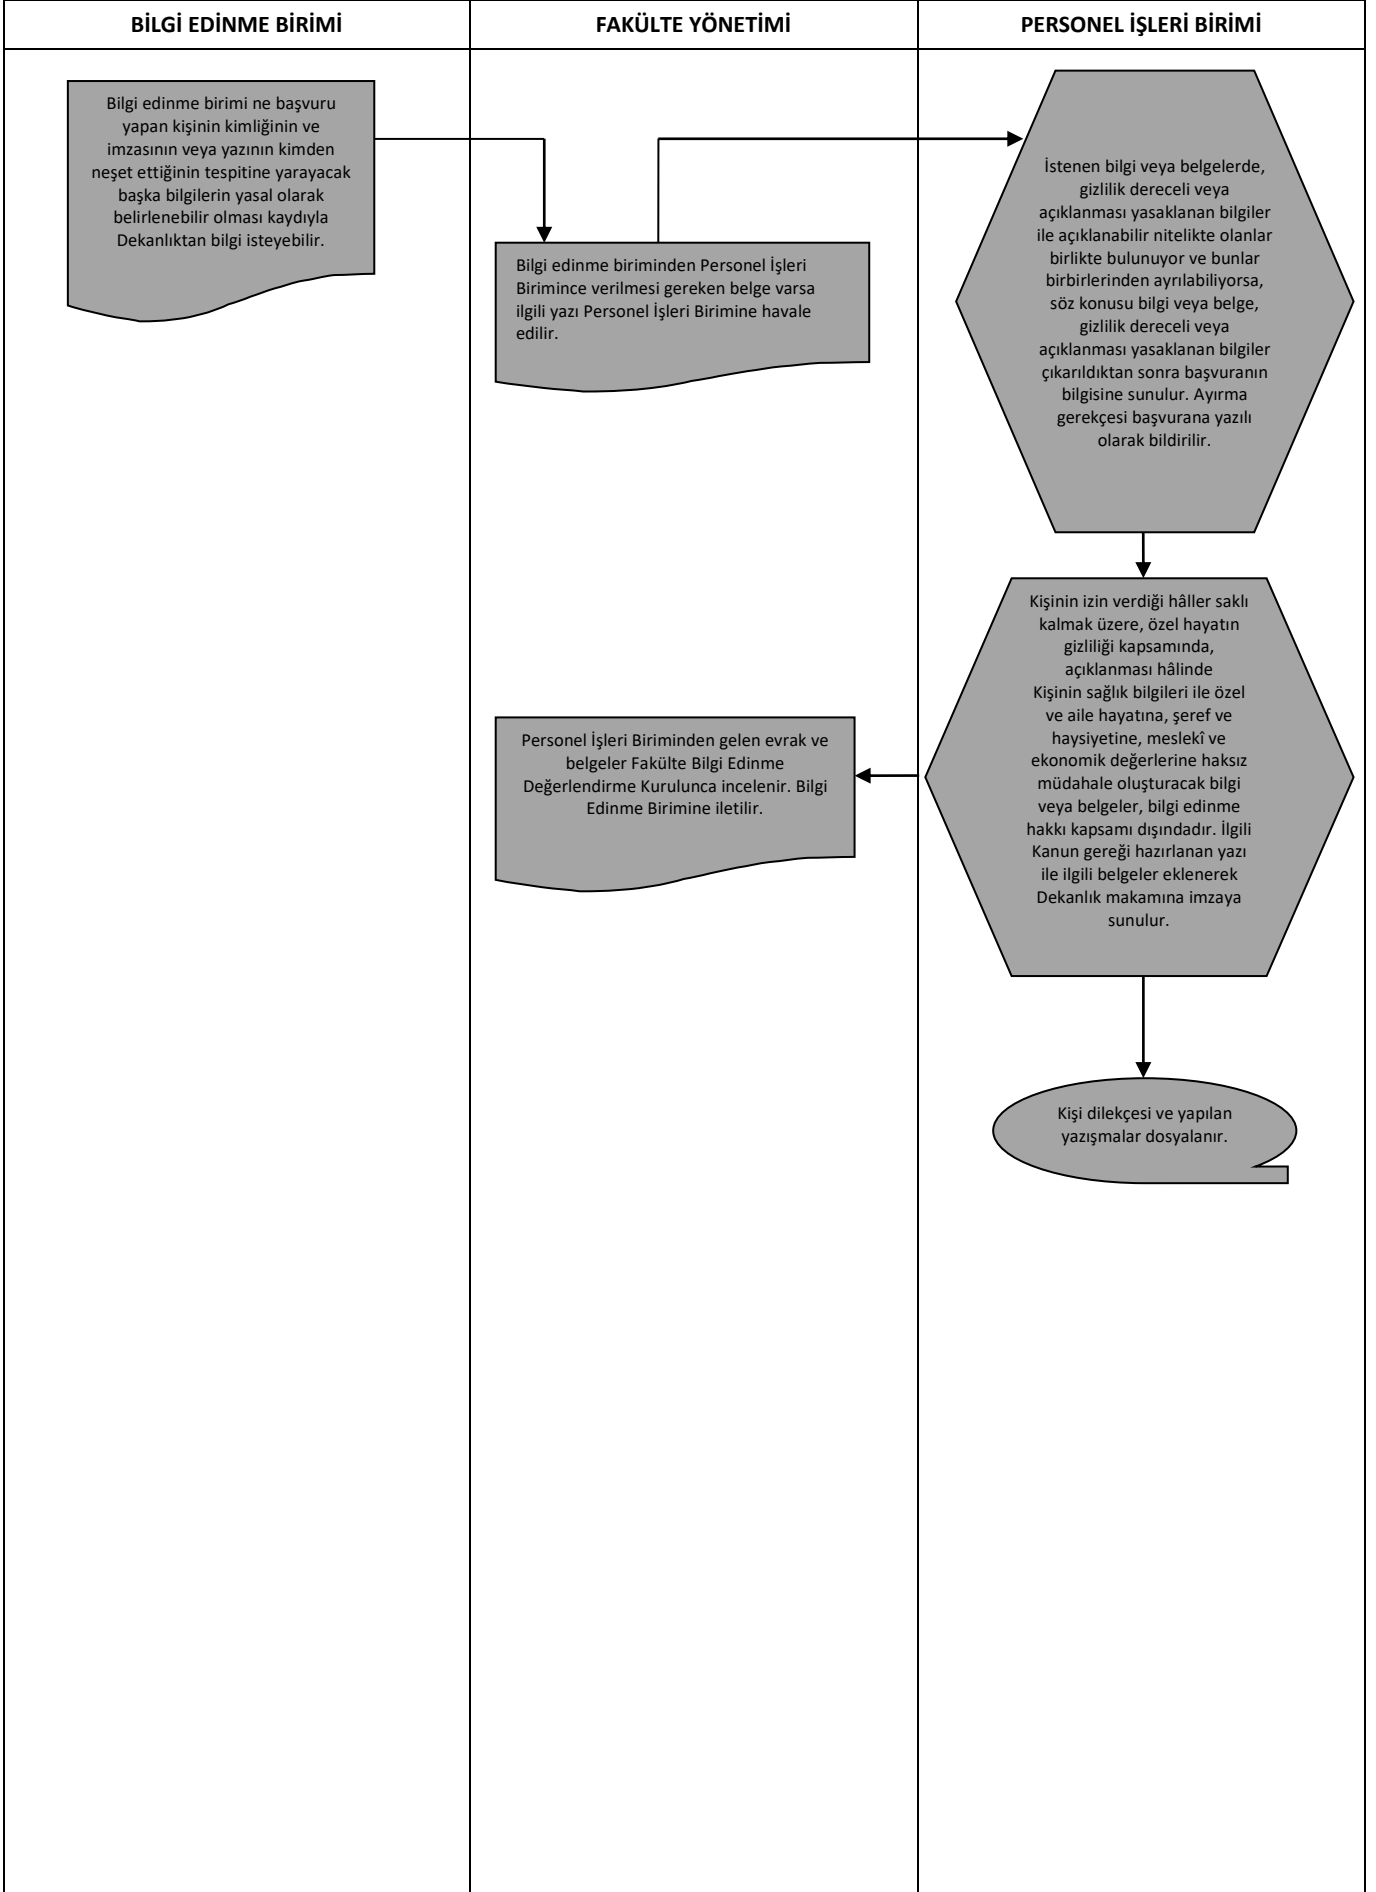 BİLGİ EDİNME BİRİMİ
FAKÜLTE YÖNETİMİ
PERSONEL İŞLERİ BİRİMİ
Bilgi edinme birimi ne başvuru
yapan kişinin kimliğinin ve
imzasının veya yazının kimden
neşet ettiğinin tespitine yarayacak
başka bilgilerin yasal olarak
belirlenebilir olması kaydıyla
Dekanlıktan bilgi isteyebilir.
Bilgi edinme biriminden Personel İşleri
Birimince verilmesi gereken belge varsa
ilgili yazı Personel İşleri Birimine havale
edilir.
İstenen bilgi veya belgelerde,
gizlilik dereceli veya
açıklanması yasaklanan bilgiler
ile açıklanabilir nitelikte olanlar
birlikte bulunuyor ve bunlar
birbirlerinden ayrılabiliyorsa,
söz konusu bilgi veya belge,
gizlilik dereceli veya
açıklanması yasaklanan bilgiler
çıkarıldıktan sonra başvuranın
bilgisine sunulur. Ayırma
gerekçesi başvurana yazılı
olarak bildirilir.
Kişinin izin verdiği hâller saklı
kalmak üzere, özel hayatın
gizliliği kapsamında,
açıklanması hâlinde
Kişinin sağlık bilgileri ile özel
ve aile hayatına, şeref ve
haysiyetine, meslekî ve
ekonomik değerlerine haksız
müdahale oluşturacak bilgi
veya belgeler, bilgi edinme
hakkı kapsamı dışındadır. İlgili
Kanun gereği hazırlanan yazı
ile ilgili belgeler eklenerek
Dekanlık makamına imzaya
sunulur.
Personel İşleri Biriminden gelen evrak ve
belgeler Fakülte Bilgi Edinme
Değerlendirme Kurulunca incelenir. Bilgi
Edinme Birimine iletilir.
Kişi dilekçesi ve yapılan
yazışmalar dosyalanır.